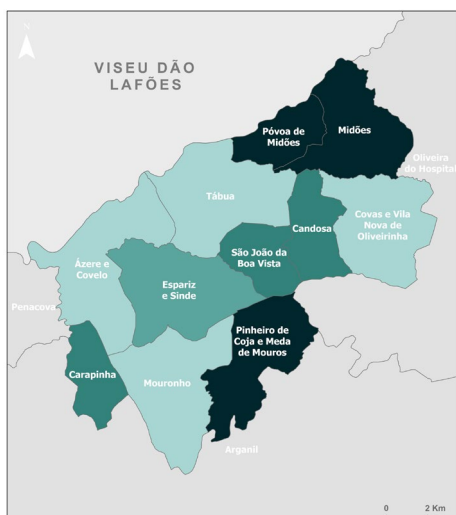 N
VISEU DÃO
LAFÕES
Póvoa de
Midões
Midões
Oliveira
do Hospital
Tábua
Candosa
Covas e Vila
Nova de
Oliveirinha
São João da
Boa Vista
Ázere e
Covelo
Espariz
e Sinde
Penacova
Pinheiro de
Coja e Meda
de Mouros
Carapinha
Mouronho
Arganil
0 2 Km